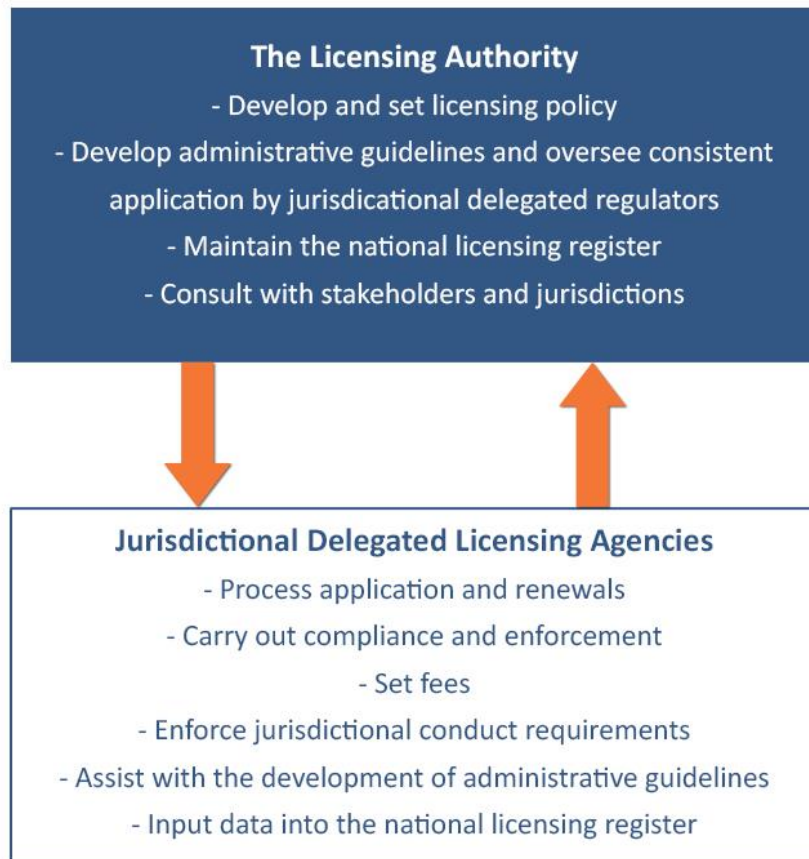 The Licensing Authority
- Develop and set licensing policy
- Develop administrative guidelines and oversee consistent
application by jurisdicational delegated regulators
- Maintain the national licensing register
- Consult with stakeholders and jurisdictions
Jurisdictional Delegated Licensing Agencies
- Process application and renewals
- Carry out compliance and enforcement
- Set fees
- Enforce jurisdictional conduct requirements
- Assist with the development of administrative guidelines
- Input data into the national licensing register